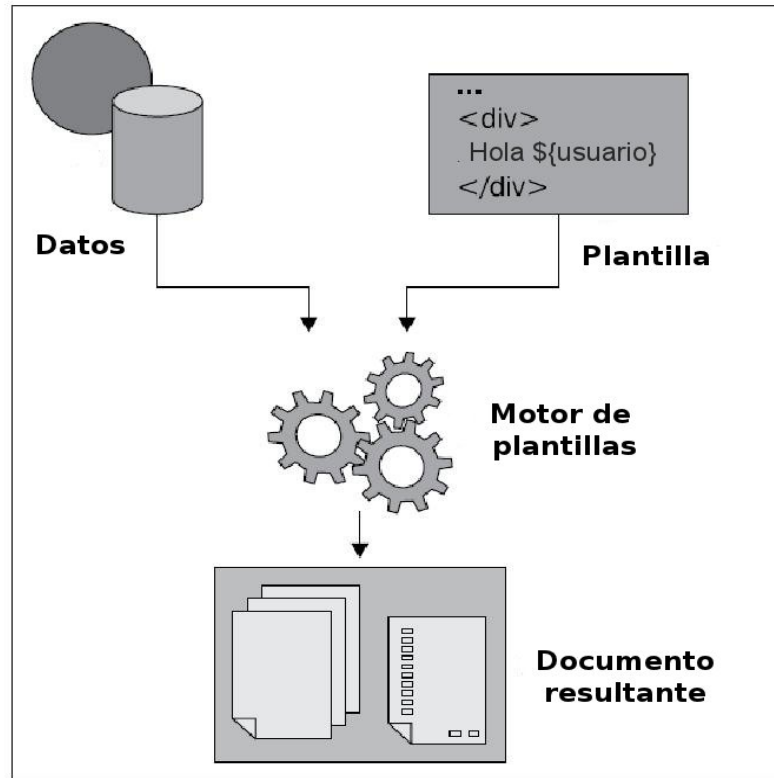 ...
<div>
Hola ${usuario}
</div>
Datos
Plantilla
Motor de
plantillas
Documento
resultante